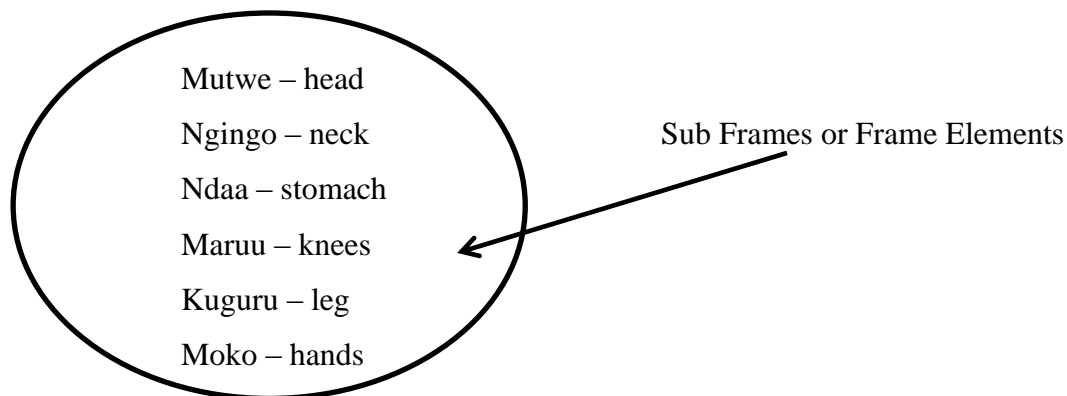 Mutwe – head
Ngingo – neck
Sub Frames or Frame Elements
Ndaa – stomach
Maruu – knees
Kuguru – leg
Moko – hands